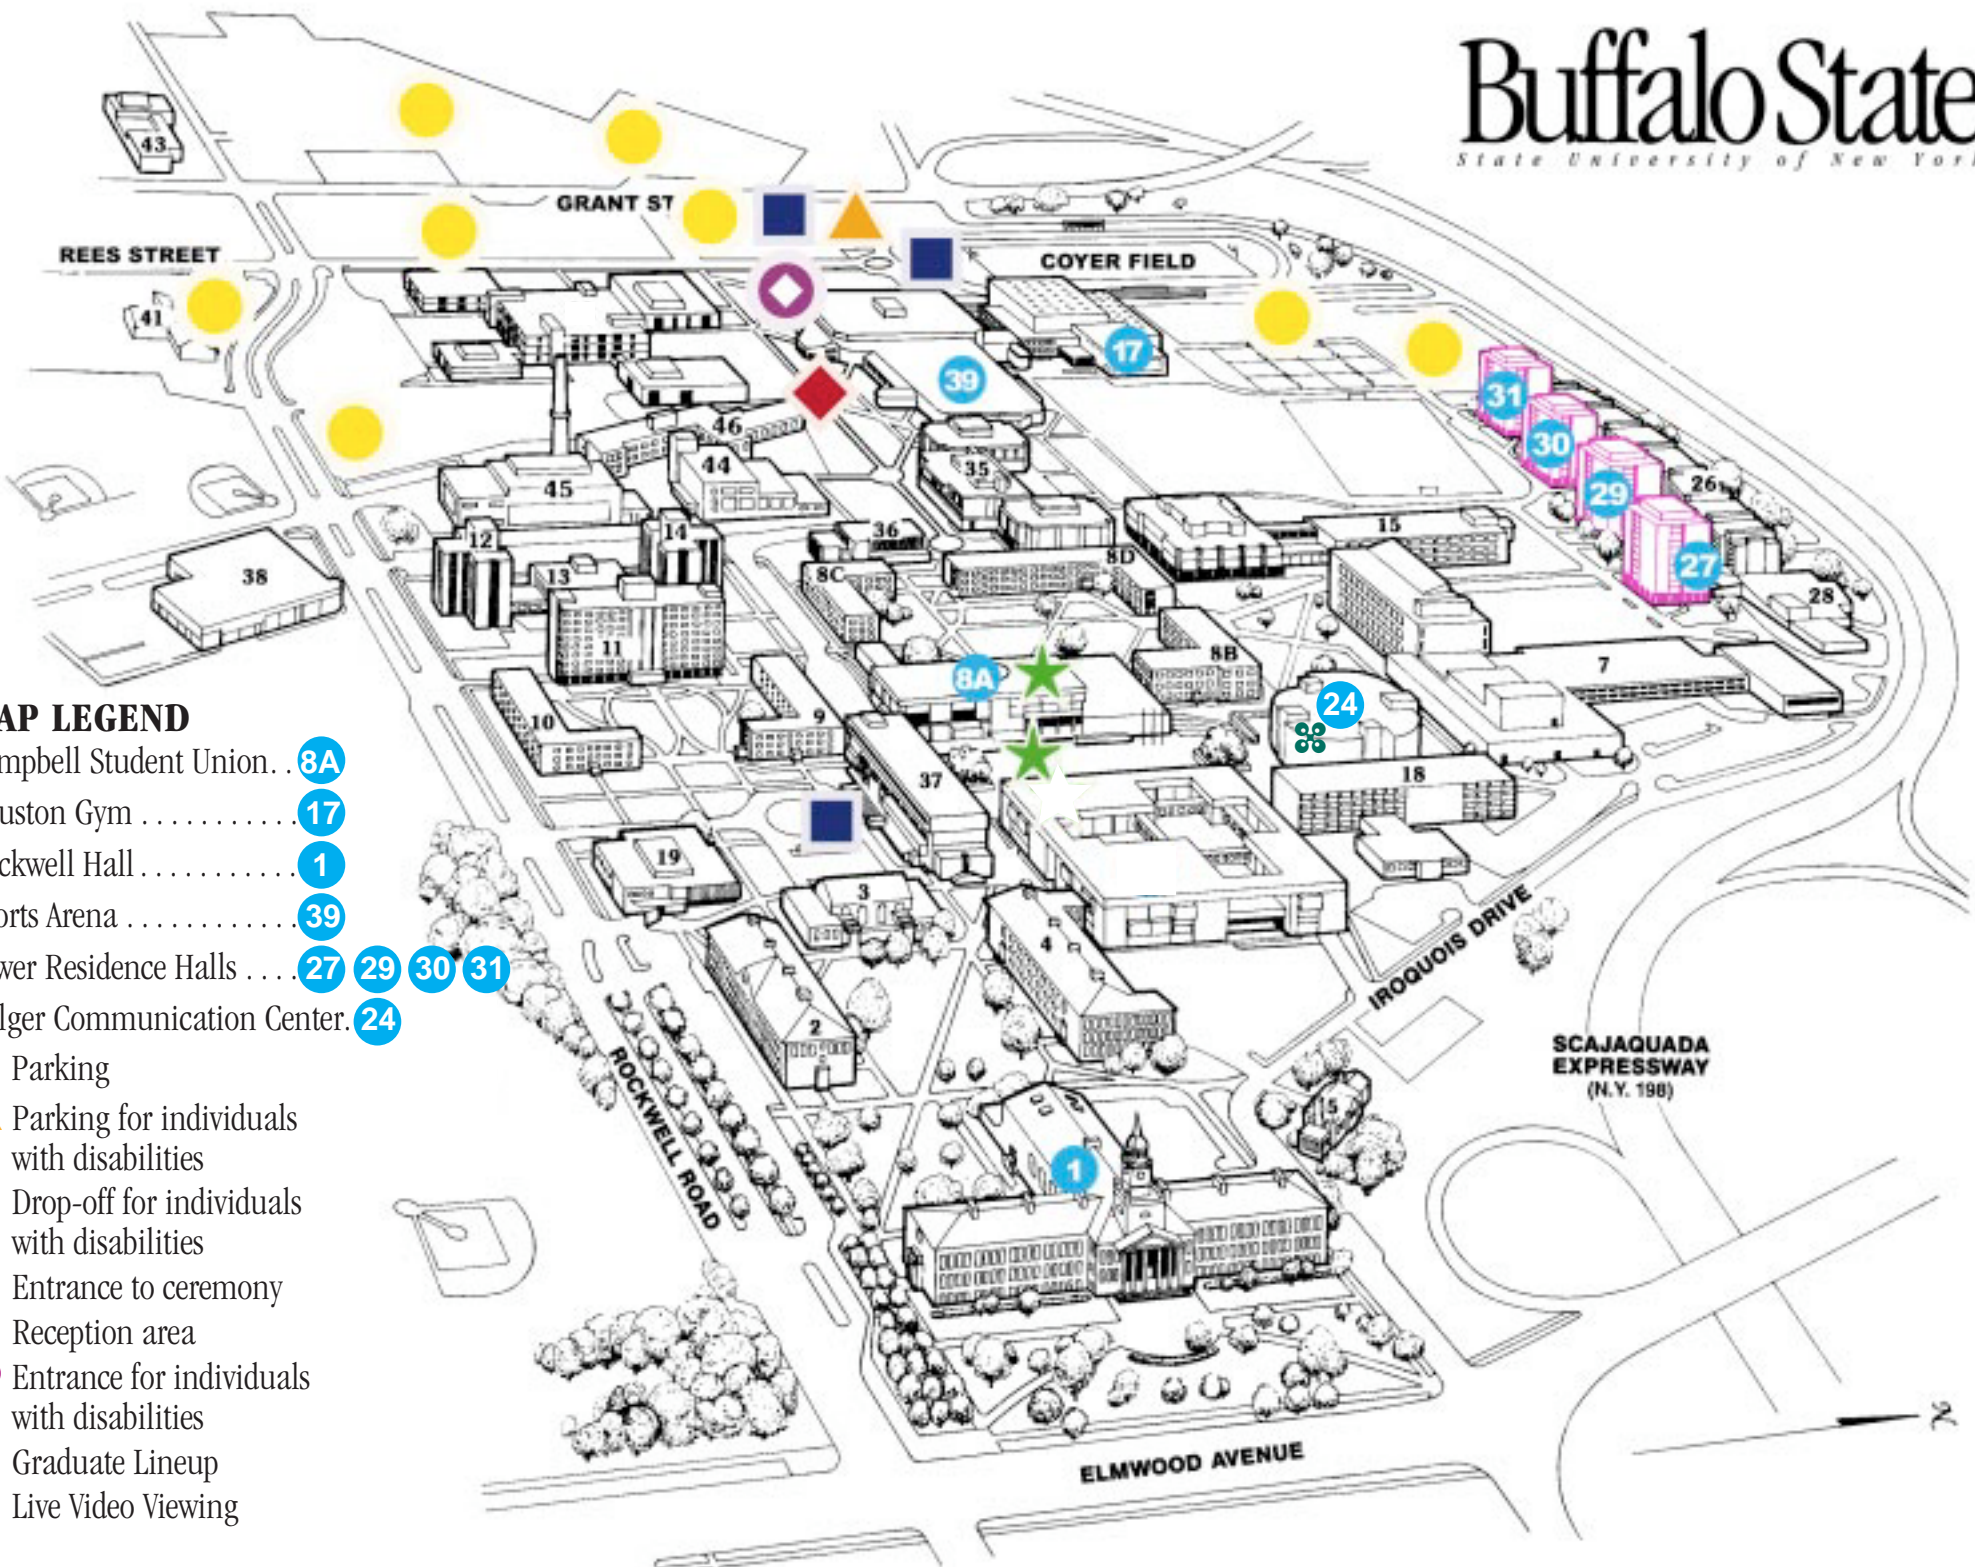 Buffalo State
State University of New York
43
GRANT ST
REES STREET
COYER FIELD
41
17
39
31
46
30
44
35
45
29
26
12
14
36
15
38
13
8C
8D
27
28
11
8B
7
8A
10
9
24
37
18
19
3
4
2
IROQUOIS DRIVE
SCAJAQUADA
EXPRESSWAY
(N.Y. 198)
ROCKWELL ROAD
5
1
ELMWOOD AVENUE
N
AP LEGEND
mpbell Student Union. . 8A
uston Gym . . . . . . . . . . . 17
ckwell Hall . . . . . . . . . . . 1
orts Arena . . . . . . . . . . . . 39
wer Residence Halls . . . . 27 29 30 31
lger Communication Center. 24
Parking
Parking for individuals
with disabilities
Drop-off for individuals
with disabilities
Entrance to ceremony
Reception area
Entrance for individuals
with disabilities
Graduate Lineup
Live Video Viewing